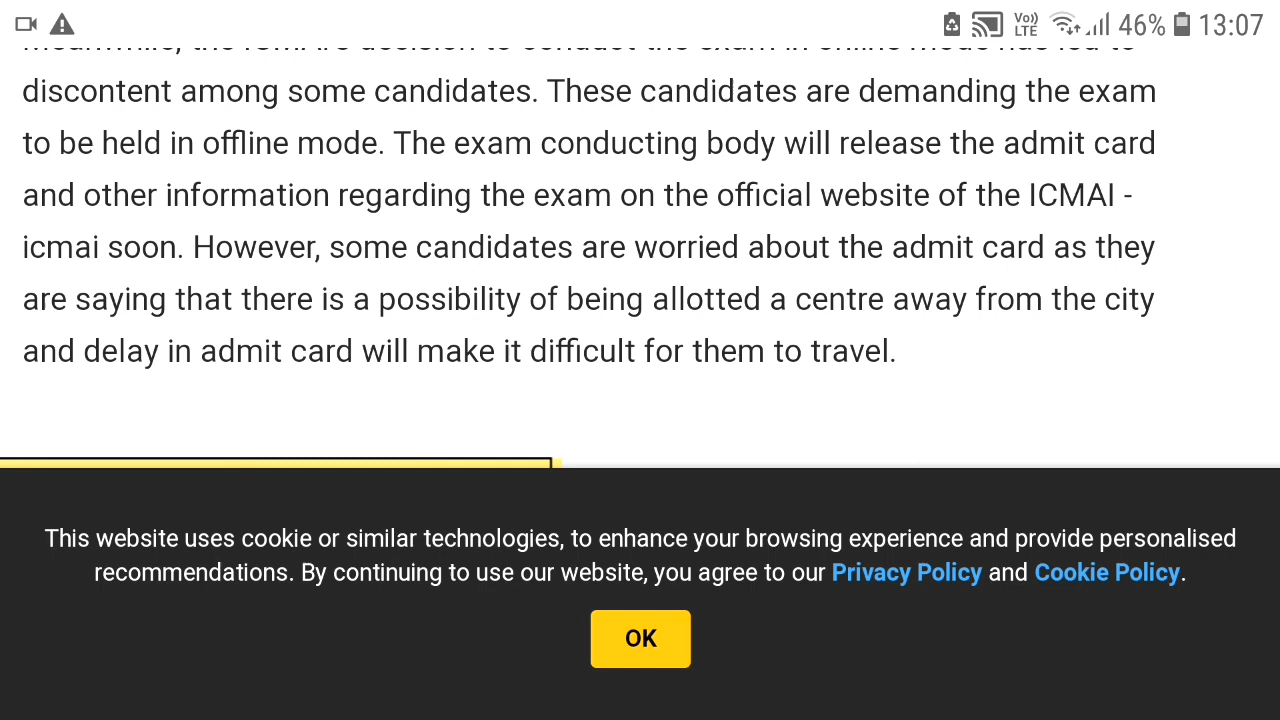 Vo)) LTE 46% 13:07
discontent among some candidates. These candidates are demanding the exam
to be held in offline mode. The exam conducting body will release the admit card
and other information regarding the exam on the official website of the ICMAI -
icmai soon. However, some candidates are worried about the admit card as they
are saying that there is a possibility of being allotted a centre away from the city
and delay in admit card will make it difficult for them to travel.
This website uses cookie or similar technologies, to enhance your browsing experience and provide personalised
recommendations. By continuing to use our website, you agree to our Privacy Policy and Cookie Policy.
OK